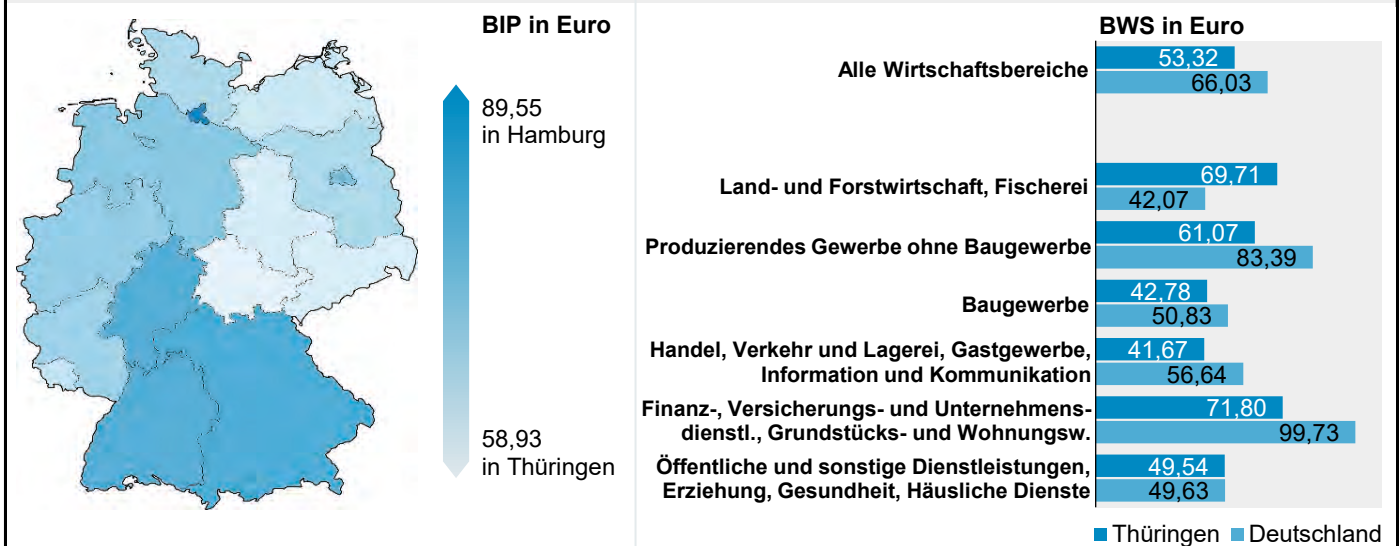 BIP in Euro
89,55
in Hamburg
58,93
in Thüringen
BWS in Euro
Alle Wirtschaftsbereiche
53,32
66,03
Land- und Forstwirtschaft, Fischerei
69,71
42,07
Produzierendes Gewerbe ohne Baugewerbe
61,07
83,39
Baugewerbe
42,78
50,83
Handel, Verkehr und Lagerei, Gastgewerbe,
Information und Kommunikation
41,67
56,64
Finanz-, Versicherungs- und Unternehmens-
dienstl., Grundstücks- und Wohnungsw.
71,80
99,73
Öffentliche und sonstige Dienstleistungen,
Erziehung, Gesundheit, Häusliche Dienste
49,54
49,63
Thüringen Deutschland